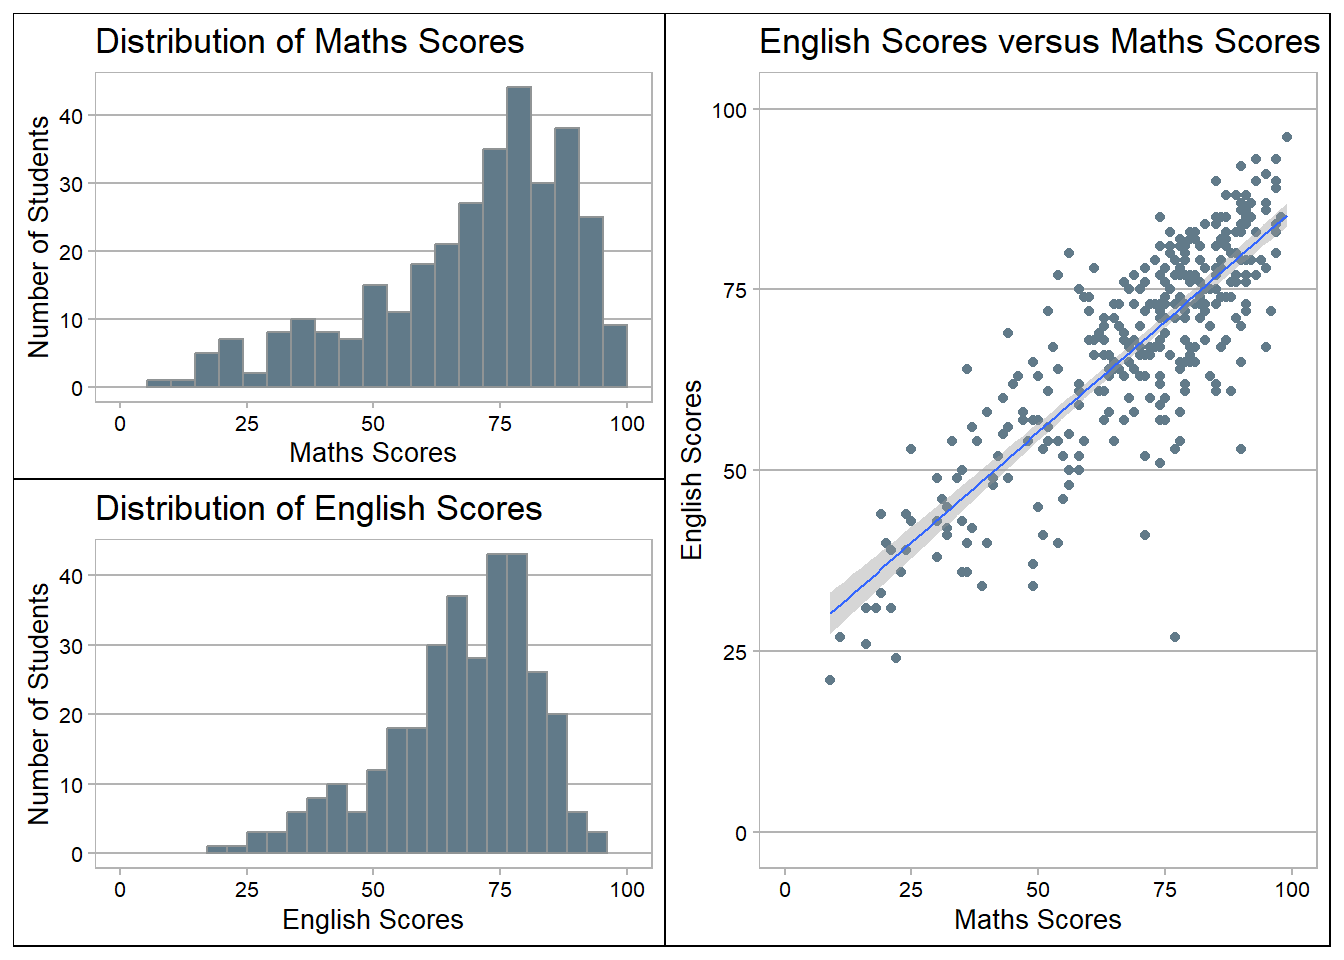 Distribution of Maths Scores
Number of Students
40
30
20
10
0
0 25 50 75 100
Maths Scores
Distribution of English Scores
Number of Students
40
30
20
10
0
0 25 50 75 100
English Scores
English Scores versus Maths Scores
English Scores
100
75
50
25
0
0 25 50 75 100
Maths Scores